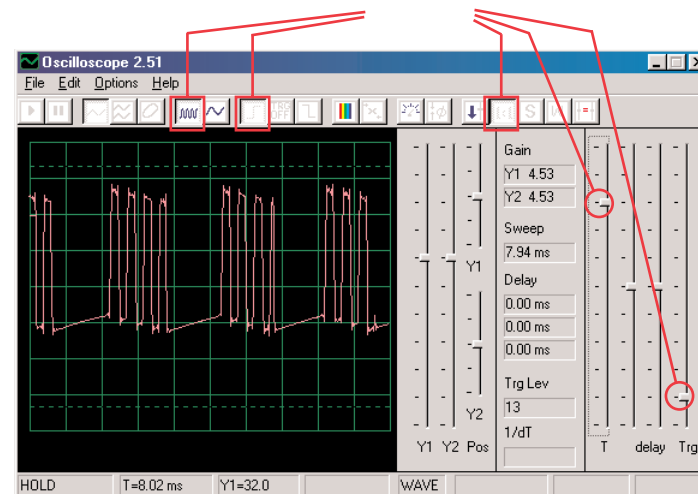 Oscilloscope 2.51
File Edit Options Help
TRG OFF
S
Gain
Y1 4.53
Y2 4.53
Sweep
7.94 ms
Y1
Delay
0.00 ms
0.00 ms
0.00 ms
Trg Lev
13
Y2
1/dT
Y1 Y2 Pos
T delay Trg
HOLD T=8.02 ms Y1=32.0 WAVE